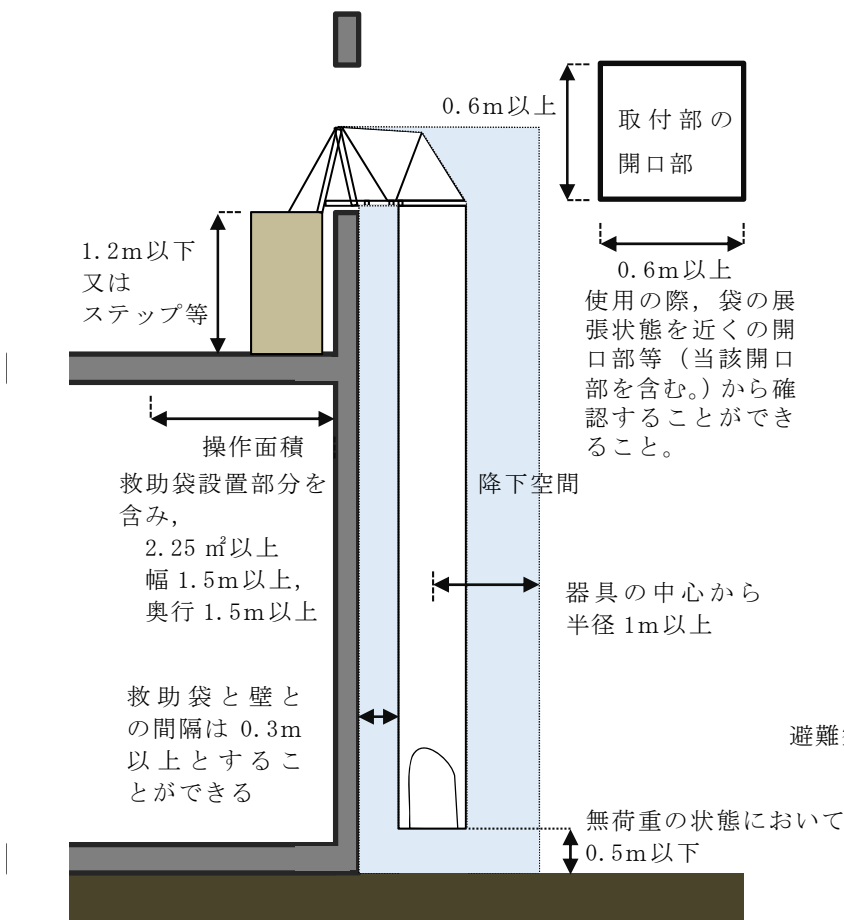 0.6m以上
取付部の
開口部
0.6m以上
使用の際，袋の展
張状態を近くの開
口部等（当該開口
部を含む。）から確
認することができ
ること。
1.2m以下
又は
ステップ等
操作面積
救助袋設置部分を
含み，
2.25 ㎡以上
幅 1.5m以上，
奥行 1.5m以上
降下空間
器具の中心から
半径 1m以上
救助袋と壁と
の間隔は 0.3m
以上とするこ
とができる
避難
無荷重の状態において
0.5m以下